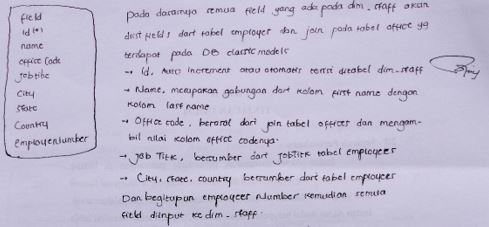 field
id (*)
name
office Code
jobtitle
City
State
Country
employeeNumber
pada dasarnya semua field yang ada pada dim_staff akan
diisi fields dari tabel employees dan join pada tabel office yg
terdapat pada DB classic models
→ Id, Auto increment atau otomatis terisi ditabel dim_staff
→ Name, merupakan gabungan dari kolom first name dengan
kolom last name
→ Office code, berasal dari join tabel offices dan mengam-
bil nilai kolom office codenya.
→ Job Title, bersumber dari jobtitle tabel employees
→ City, state, country bersumber dari tabel employees
Dan begitupun employees Number kemudian semua
field diinput ke dim_staff.